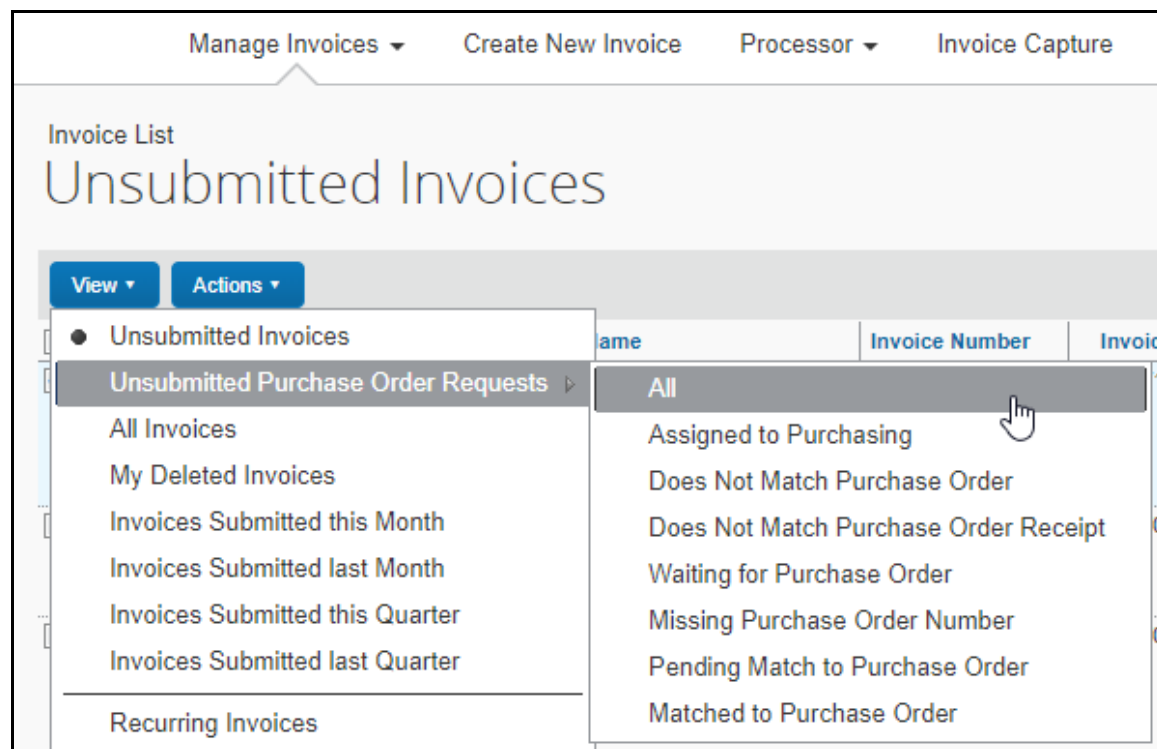 Manage Invoices Create New Invoice Processor Invoice Capture
Invoice List
Unsubmitted Invoices
View Actions
Invoice Number
Unsubmitted Invoices
Unsubmitted Purchase Order Requests
All Invoices
My Deleted Invoices
Invoices Submitted this Month
Invoices Submitted last Month
Invoices Submitted this Quarter
Invoices Submitted last Quarter
Recurring Invoices
All
Assigned to Purchasing
Does Not Match Purchase Order
Does Not Match Purchase Order Receipt
Waiting for Purchase Order
Missing Purchase Order Number
Pending Match to Purchase Order
Matched to Purchase Order